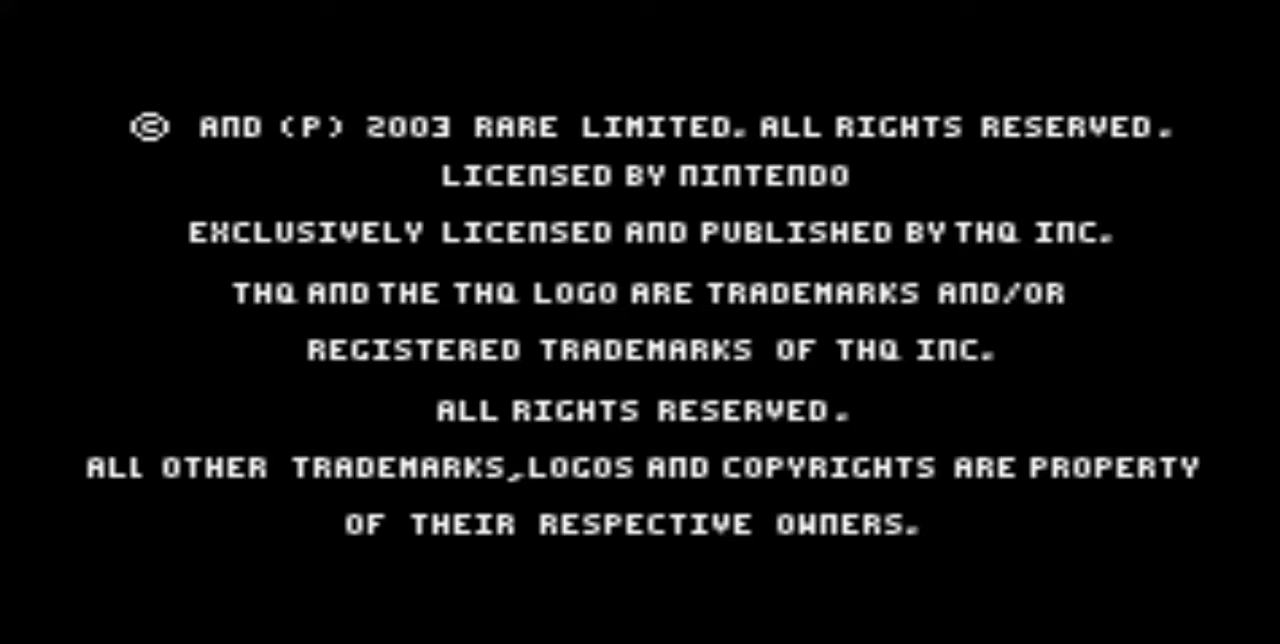 © AND (P) 2003 RARE LIMITED. ALL RIGHTS RESERVED.
LICENSED BY NINTENDO
EXCLUSIVELY LICENSED AND PUBLISHED BY THQ INC.
THQ AND THE THQ LOGO ARE TRADEMARKS AND/OR
REGISTERED TRADEMARKS OF THQ INC.
ALL RIGHTS RESERVED.
ALL OTHER TRADEMARKS,LOGOS AND COPYRIGHTS ARE PROPERTY
OF THEIR RESPECTIVE OWNERS.